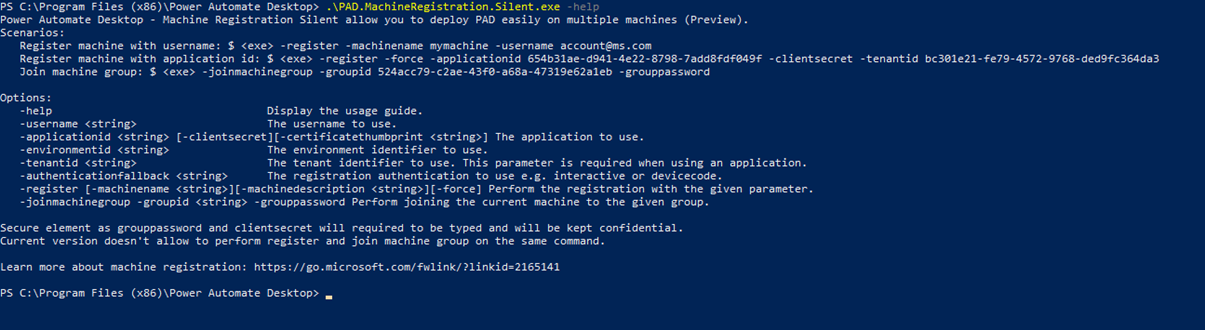 PS C:\Program Files (x86)\Power Automate Desktop> .\PAD.MachineRegistration.Silent.exe -help
Power Automate Desktop - Machine Registration Silent allow you to deploy PAD easily on multiple machines (Preview).
Scenarios:
Register machine with username: $ <exe> -register -machinename mymachine -username account@ms.com
Register machine with application id: $ <exe> -register -force -applicationid 654b31ae-d941-4e22-8798-7add8fdf049f -clientsecret -tenantid bc301e21-fe79-4572-9768-ded9fc364da3
Join machine group: $ <exe> -joinmachinegroup -groupid 524acc79-c2ae-43f0-a68a-47319e62a1eb -grouppassword
Options:
-help Display the usage guide.
-username <string> The username to use.
-applicationid <string> [-clientsecret][-certificatethumbprint <string>] The application to use.
-environmentid <string> The environment identifier to use.
-tenantid <string> The tenant identifier to use. This parameter is required when using an application.
-authenticationfallback <string> The registration authentication to use e.g. interactive or devicecode.
-register [-machinename <string>][-machinedescription <string>][-force] Perform the registration with the given parameter.
-joinmachinegroup -groupid <string> -grouppassword Perform joining the current machine to the given group.
Secure element as grouppassword and clientsecret will required to be typed and will be kept confidential.
Current version doesn't allow to perform register and join machine group on the same command.
Learn more about machine registration: https://go.microsoft.com/fwlink/?linkid=2165141
PS C:\Program Files (x86)\Power Automate Desktop>